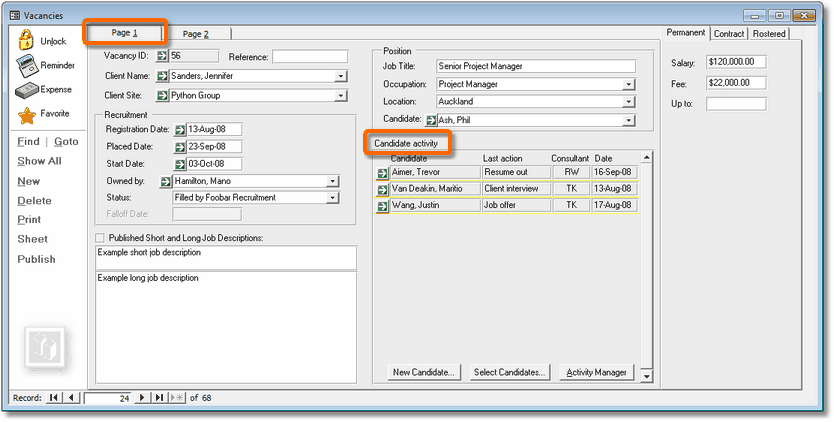 Vacancies
Unlock
Reminder
Expense
Favorite
Find | Goto
Show All
New
Delete
Print
Sheet
Publish
Page 1
Page 2
Vacancy ID: 56 Reference:
Client Name: Sanders, Jennifer
Client Site: Python Group
Recruitment
Registration Date: 13-Aug-08
Placed Date: 23-Sep-08
Start Date: 03-Oct-08
Owned by: Hamilton, Mano
Status: Filled by Foobar Recruitment
Falloff Date:
Published Short and Long Job Descriptions:
Example short job description
Example long job description
Position
Job Title: Senior Project Manager
Occupation: Project Manager
Location: Auckland
Candidate: Ash, Phil
Candidate activity
Candidate Last action Consultant Date
Aimer, Trevor Resume out RW 16-Sep-08
Van Deakin, Maritio Client interview TK 13-Aug-08
Wang, Justin Job offer TK 17-Aug-08
New Candidate... Select Candidates... Activity Manager
Permanent Contract Rostered
Salary: $120,000.00
Fee: $22,000.00
Up to:
Record: 24 of 68